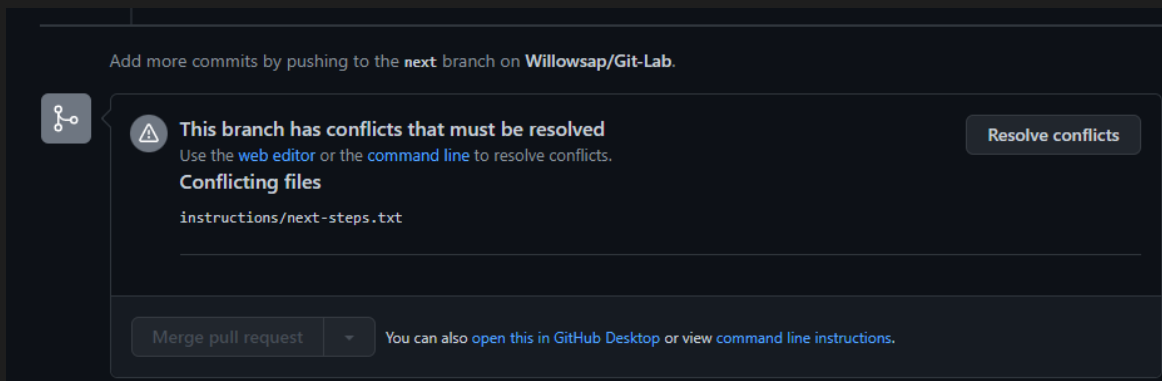 Add more commits by pushing to the next branch on Willowsap/Git-Lab.
This branch has conflicts that must be resolved
Resolve conflicts
Use the web editor or the command line to resolve conflicts.
Conflicting files
instructions/next-steps.txt
Merge pull request
You can also open this in GitHub Desktop or view command line instructions.